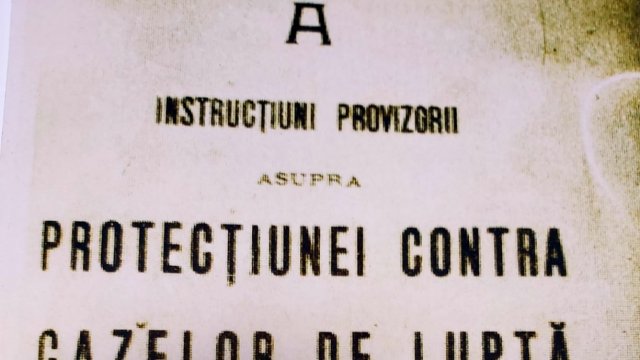 A
INSTRUCȚIUNI PROVIZORII
ASUPRA
PROTECȚIUNEI CONTRA
GAZELOR DE LUPTĂ